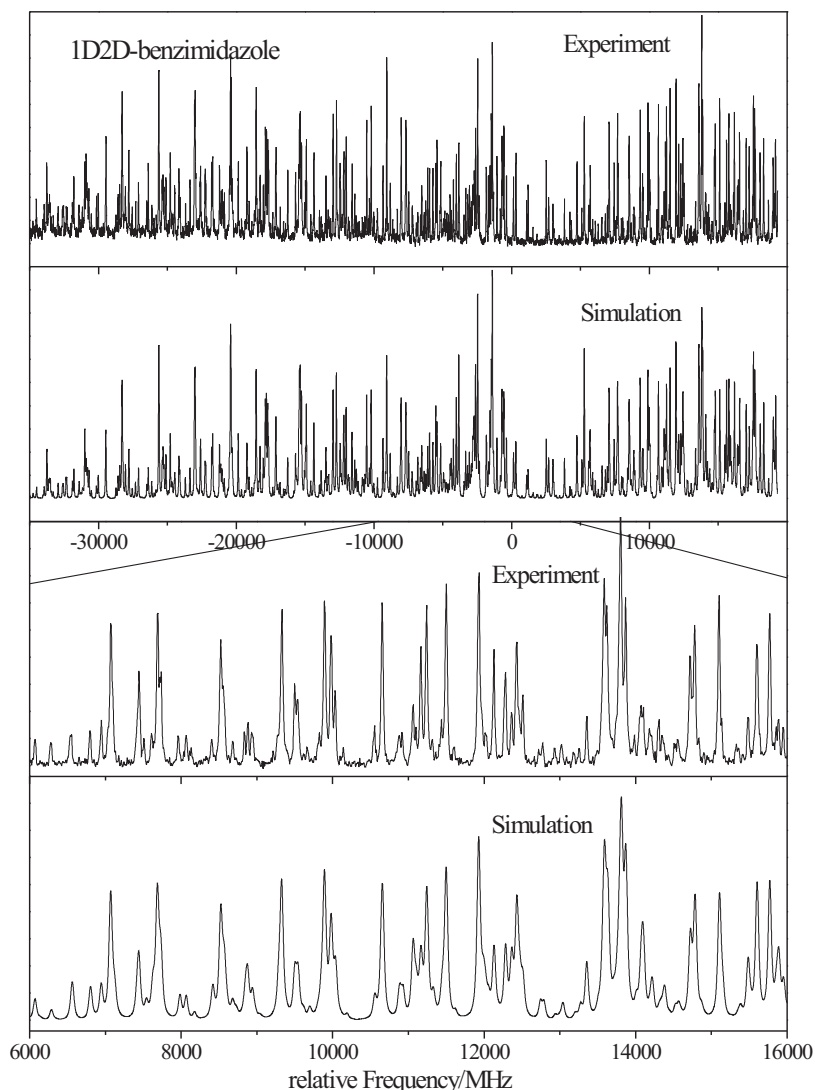 1D2D-benzimidazole
Experiment
Simulation
-30000 -20000 -10000 0 10000
Experiment
Simulation
6000 8000 10000 12000 14000 16000
relative Frequency/MHz